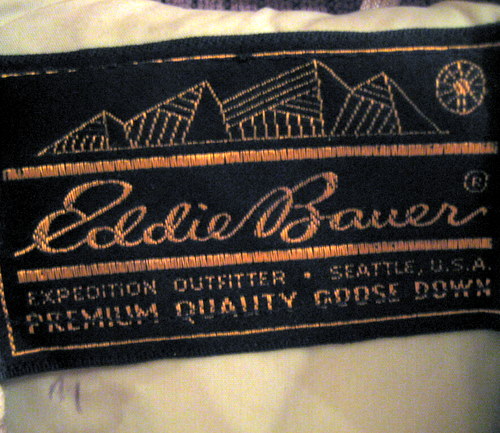 Eddie Bauer ®
EXPEDITION OUTFITTER • SEATTLE, U.S.A.
PREMIUM QUALITY GOOSE DOWN